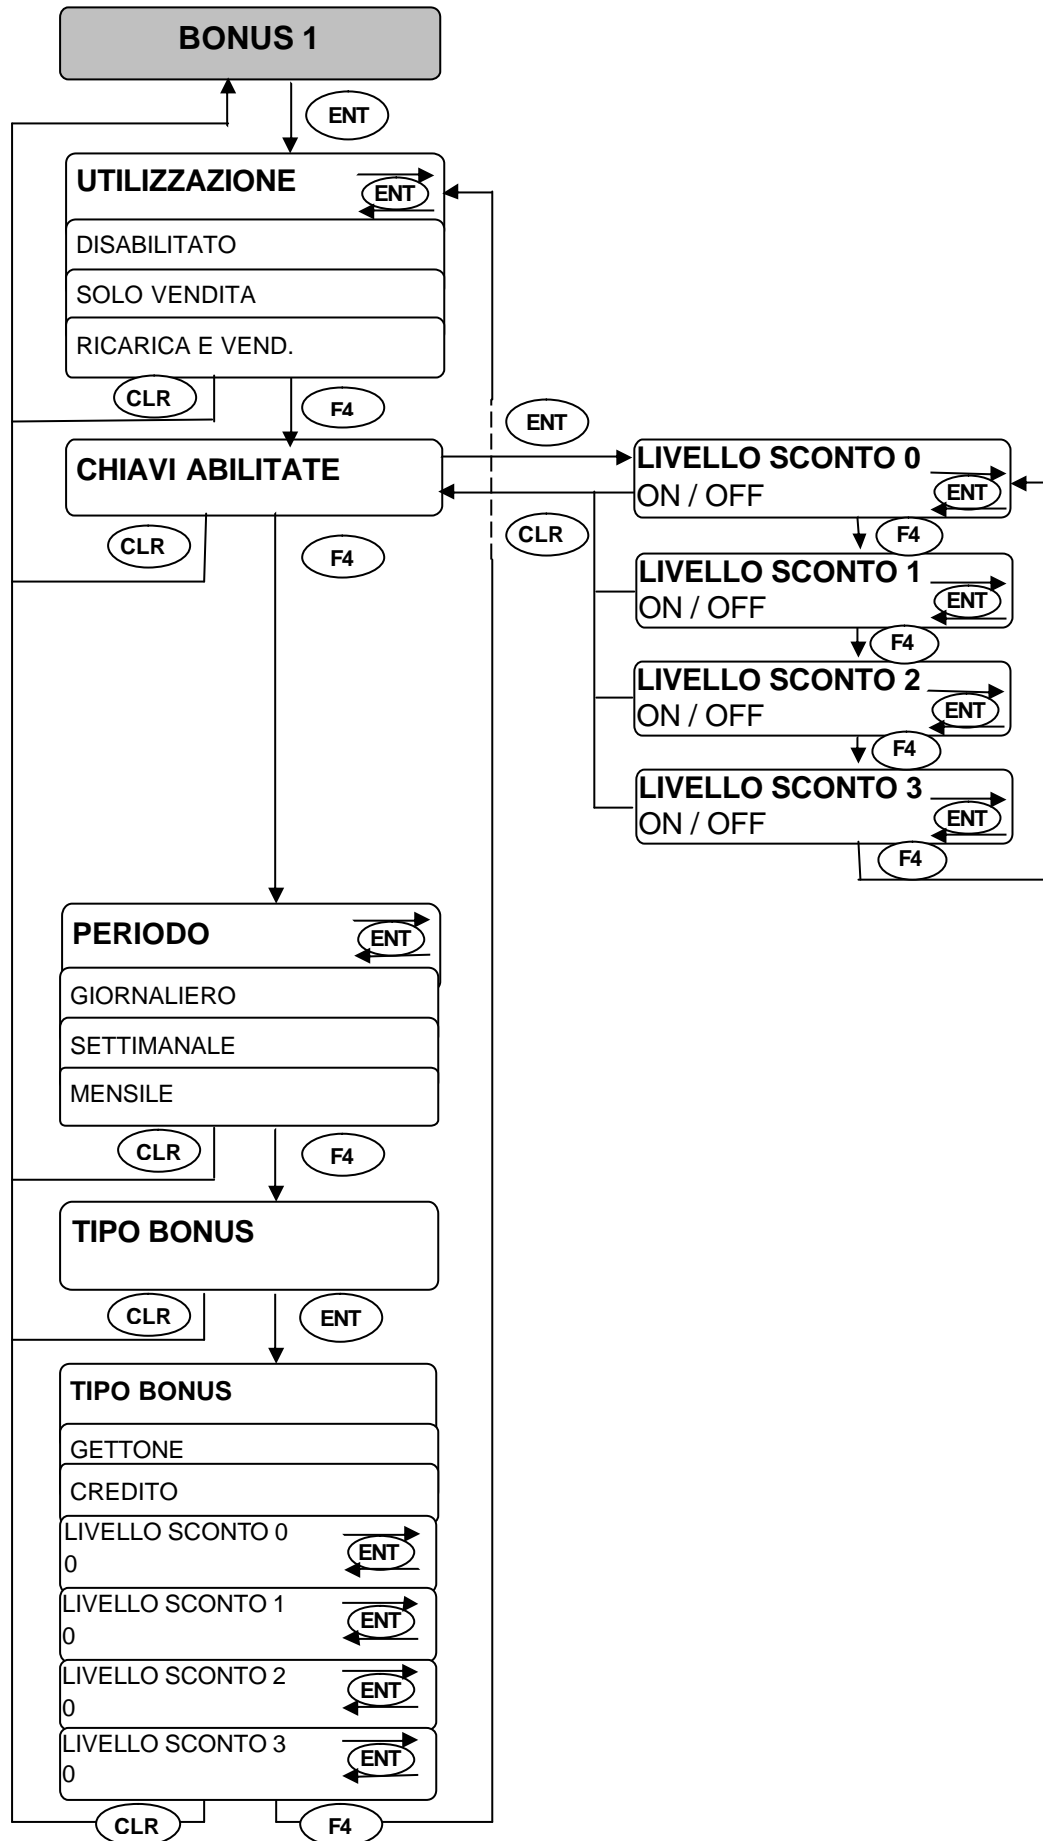 BONUS 1
ENT
UTILIZZAZIONE
ENT
DISABILITATO
SOLO VENDITA
RICARICA E VEND.
CLR
F4
ENT
CHIAVI ABILITATE
CLR
F4
CLR
LIVELLO SCONTO 0
ON / OFF
ENT
F4
LIVELLO SCONTO 1
ON / OFF
ENT
F4
LIVELLO SCONTO 2
ON / OFF
ENT
F4
LIVELLO SCONTO 3
ON / OFF
ENT
F4
PERIODO
ENT
GIORNALIERO
SETTIMANALE
MENSILE
CLR
F4
TIPO BONUS
CLR
ENT
TIPO BONUS
GETTONE
CREDITO
LIVELLO SCONTO 0
0
ENT
LIVELLO SCONTO 1
0
ENT
LIVELLO SCONTO 2
0
ENT
LIVELLO SCONTO 3
0
ENT
CLR
F4